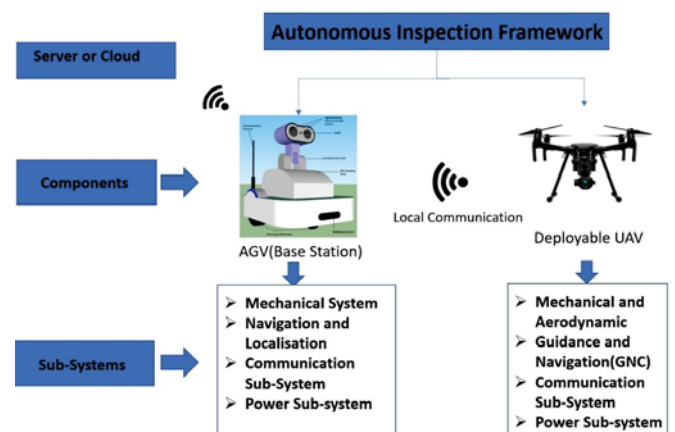 Autonomous Inspection Framework
Server or Cloud
Components
Local Communication
AGV(Base Station)
Deployable UAV
Sub-Systems
➢ Mechanical System
➢ Navigation and
Localisation
➢ Communication
Sub-System
➢ Power Sub-system
➢ Mechanical and
Aerodynamic
➢ Guidance and
Navigation(GNC)
➢ Communication
Sub-System
➢ Power Sub-system